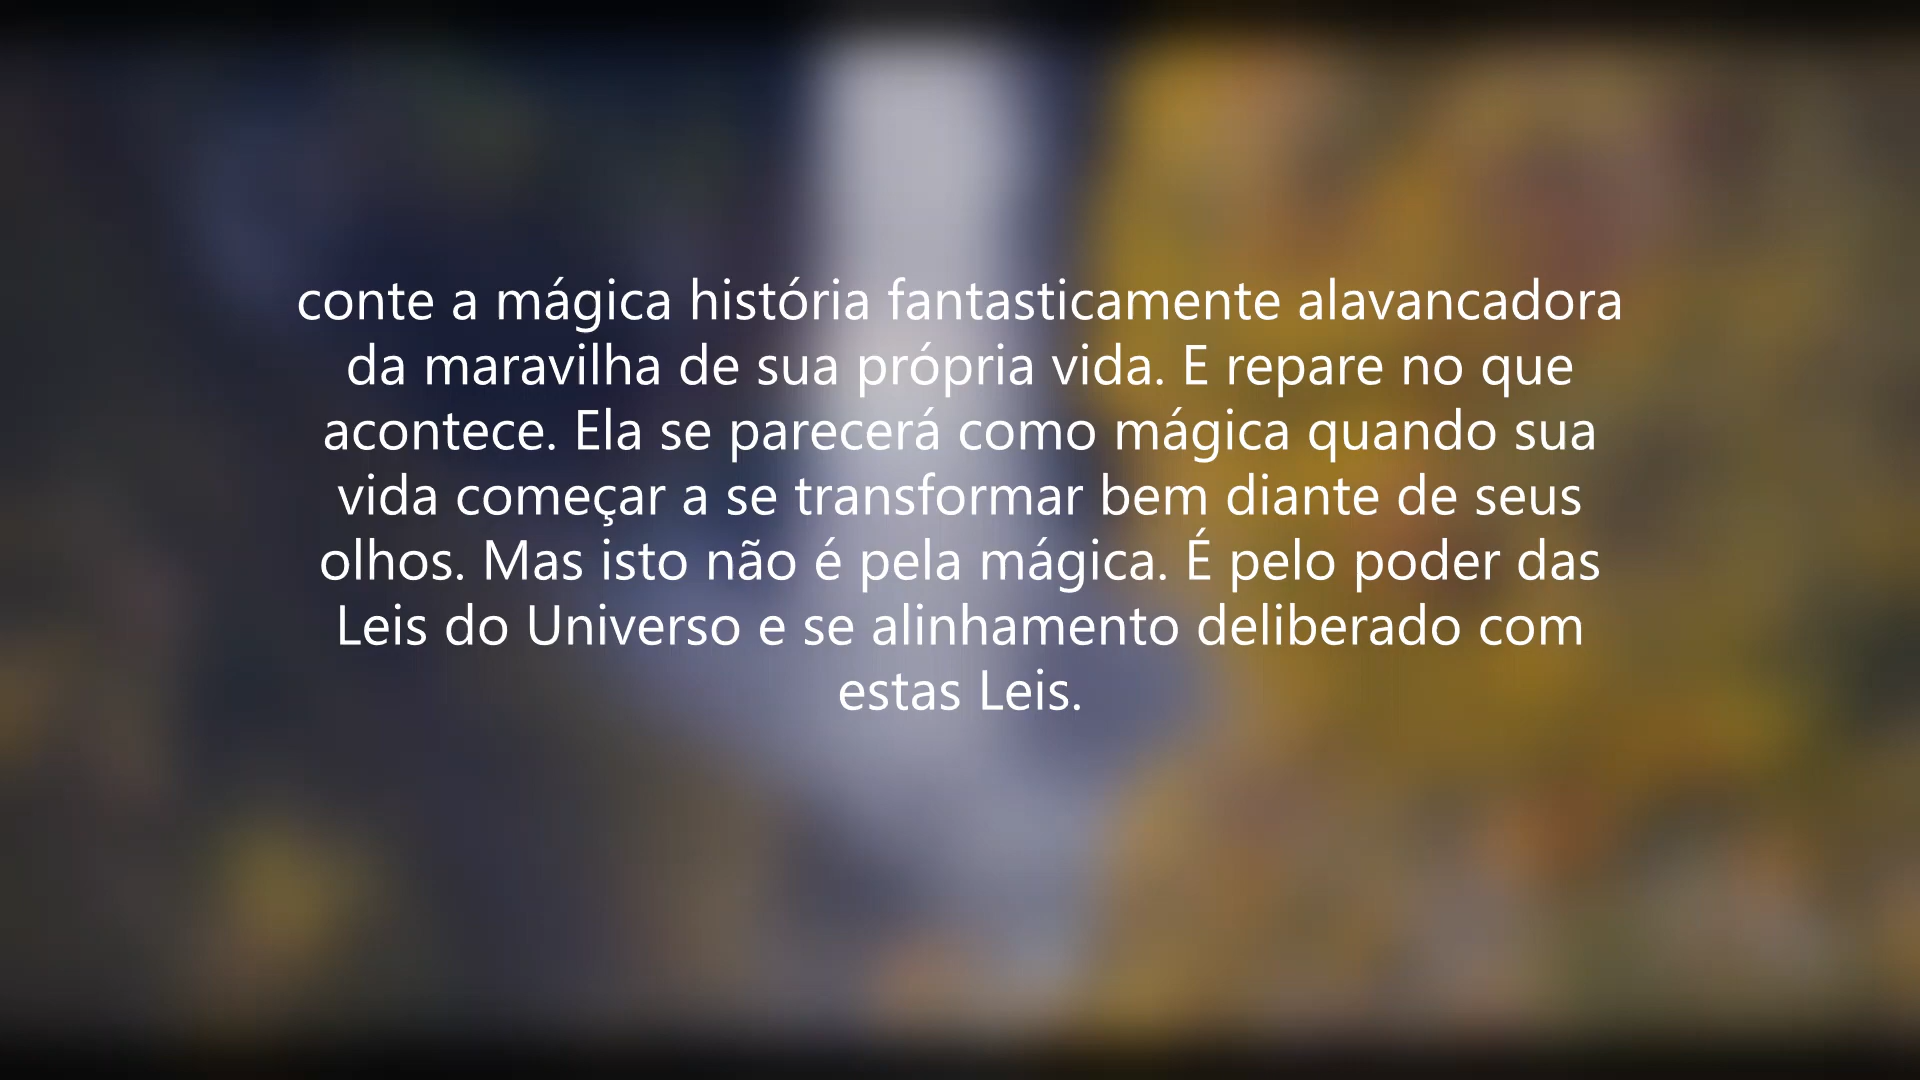 conte a mágica história fantasticamente alavancadora
da maravilha de sua própria vida. E repare no que
acontece. Ela se parecerá como mágica quando sua
vida começar a se transformar bem diante de seus
olhos. Mas isto não é pela mágica. É pelo poder das
Leis do Universo e se alinhamento deliberado com
estas Leis.